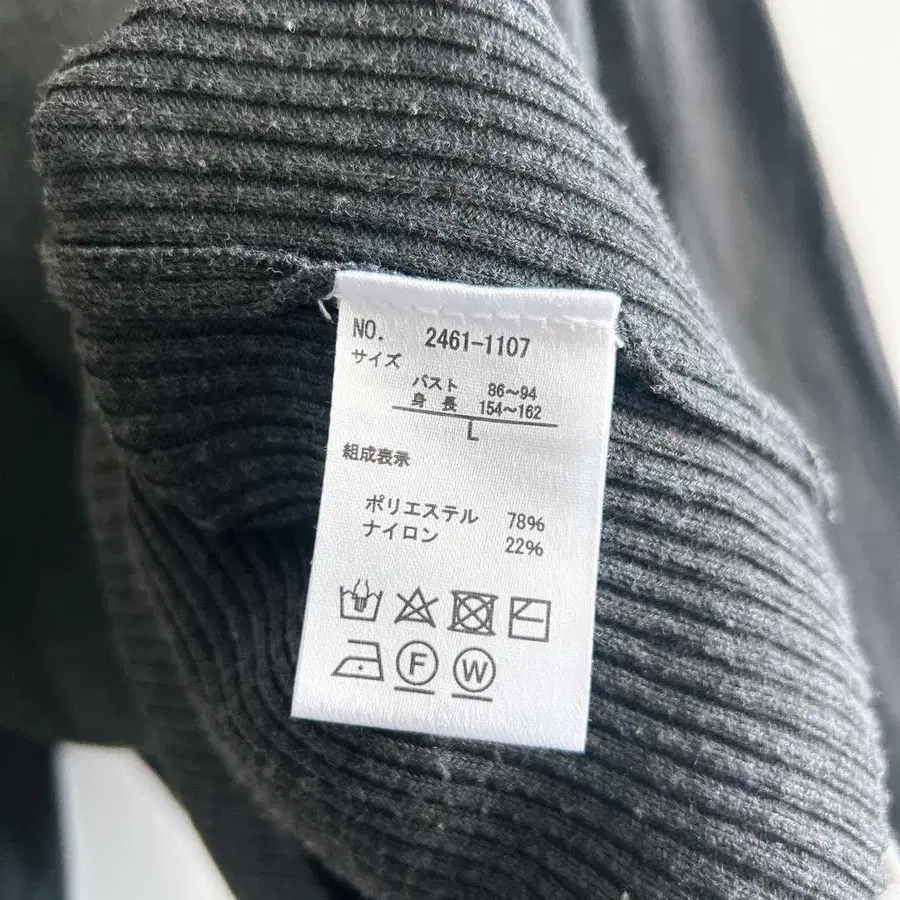 NO. 2461-1107
サイズ
バスト 86～94
身長 154～162
L
組成表示
ポリエステル 78%
ナイロン 22%
F W